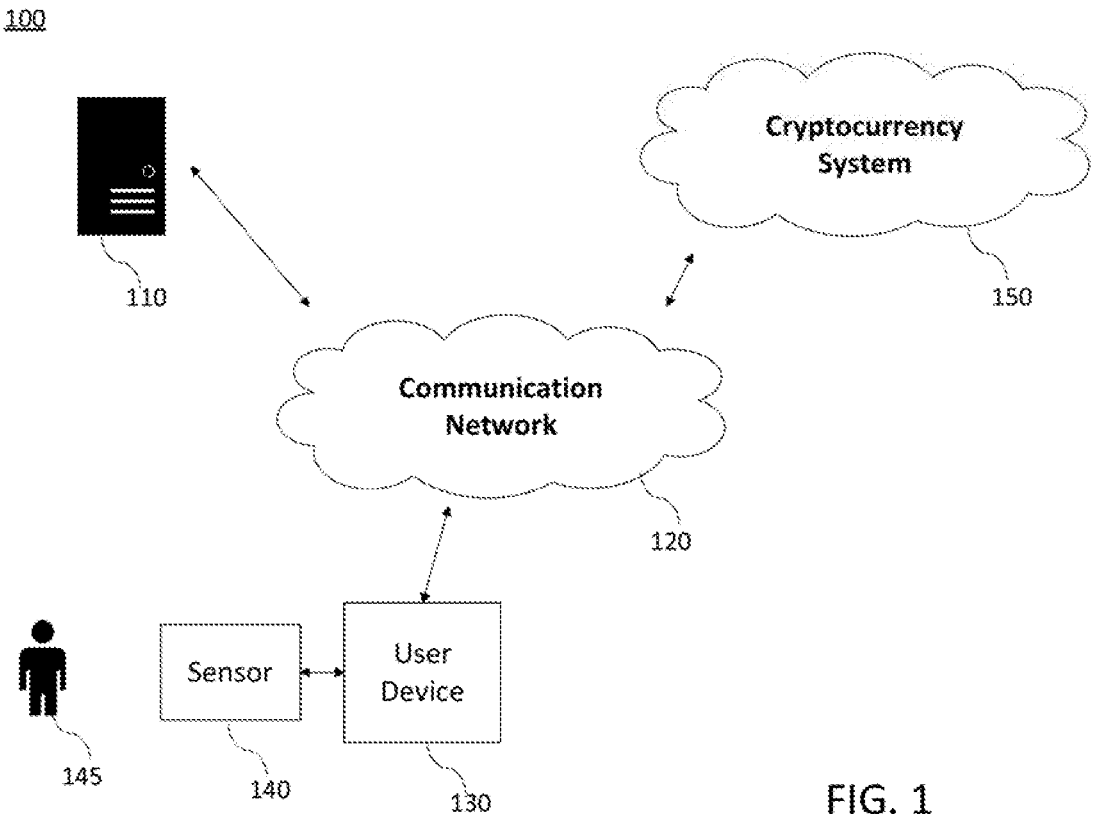 100
Cryptocurrency
System
110
150
Communication
Network
120
Sensor
User
Device
145
140
130
FIG. 1